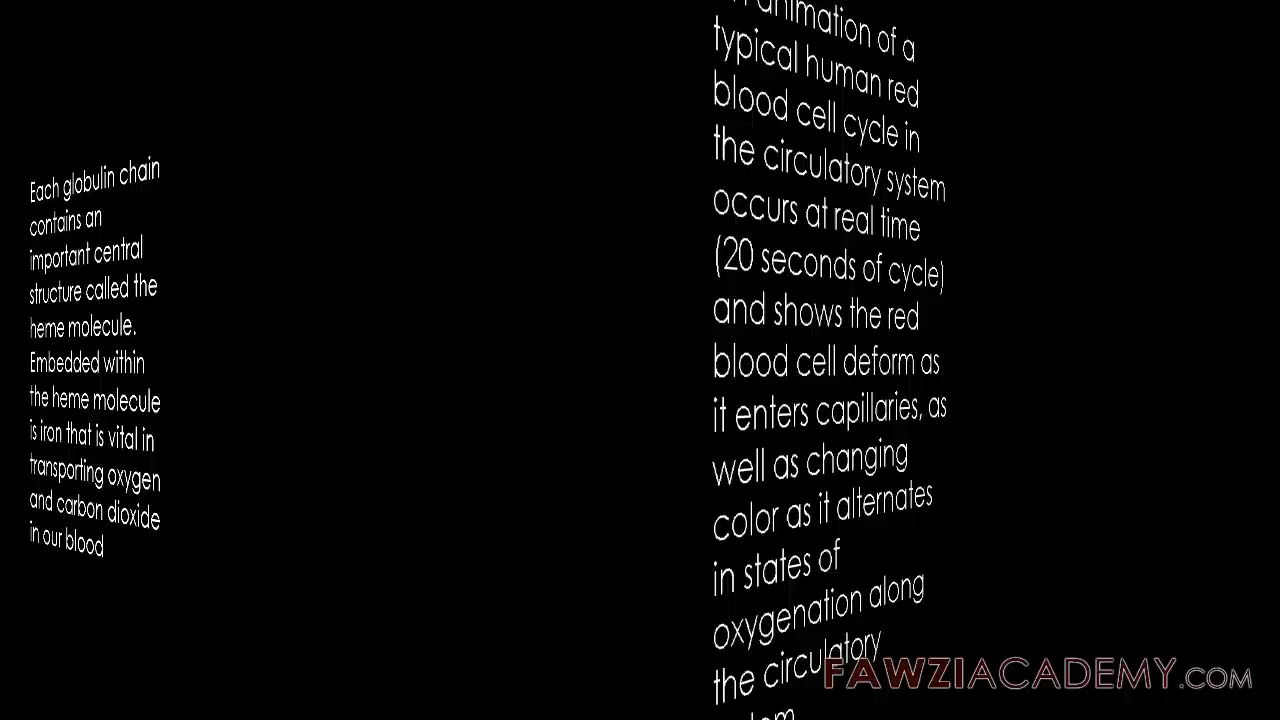 Each globulin chain
contains an
important central
structure called the
heme molecule.
Embedded within
the heme molecule
is iron that is vital in
transporting oxygen
and carbon dioxide
in our blood
animation of a
typical human red
blood cell cycle in
the circulatory system
occurs at real time
(20 seconds of cycle)
and shows the red
blood cell deform as
it enters capillaries, as
well as changing
color as it alternates
in states of
oxygenation along
the circulatory
FAWZIACADEMY.COM